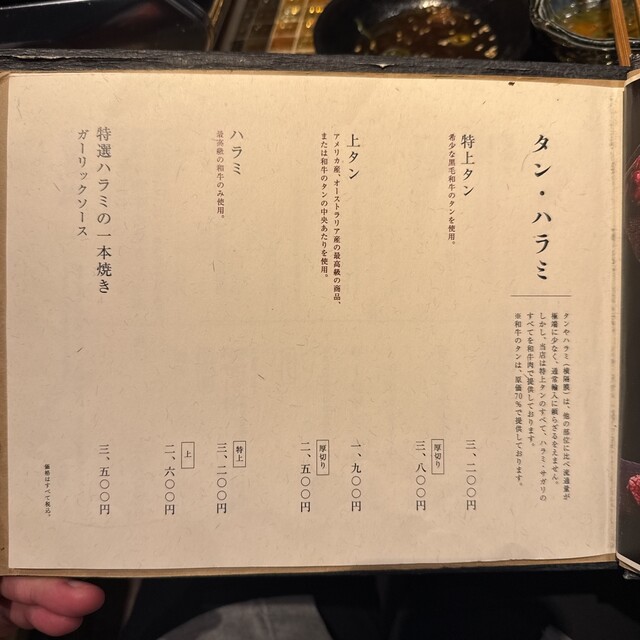 タン・ハラミ
タンやハラミ（横隔膜）は、他の部位に比べ流通量が
極端に少なく、通常輸入に頼らざるをえません。
しかし、当店は特上タンのすべて、ハラミ・サガリの
すべてを和牛肉で提供しております。
※和牛のタンは、原価70％で提供しております。
特上タン
希少な黒毛和牛のタンを使用。
三、二〇〇円
厚切り
三、八〇〇円
上タン
アメリカ産、オーストラリア産の最高級の商品、
または和牛のタンの中央あたりを使用。
一、九〇〇円
厚切り
二、五〇〇円
ハラミ
最高級の和牛のみ使用。
特上
三、二〇〇円
上
二、六〇〇円
特選ハラミの一本焼き
ガーリックソース
三、五〇〇円
価格はすべて税込。